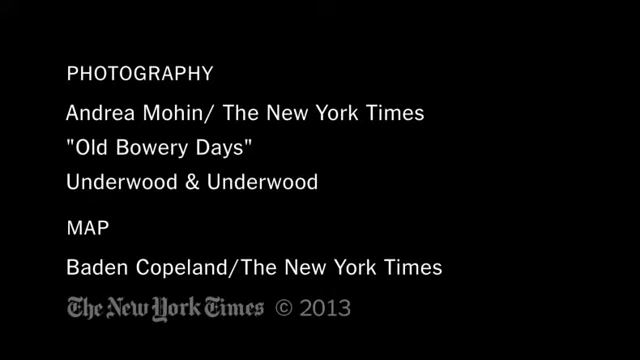 PHOTOGRAPHY
Andrea Mohin/ The New York Times
"Old Bowery Days"
Underwood & Underwood
MAP
Baden Copeland/The New York Times
The New York Times © 2013